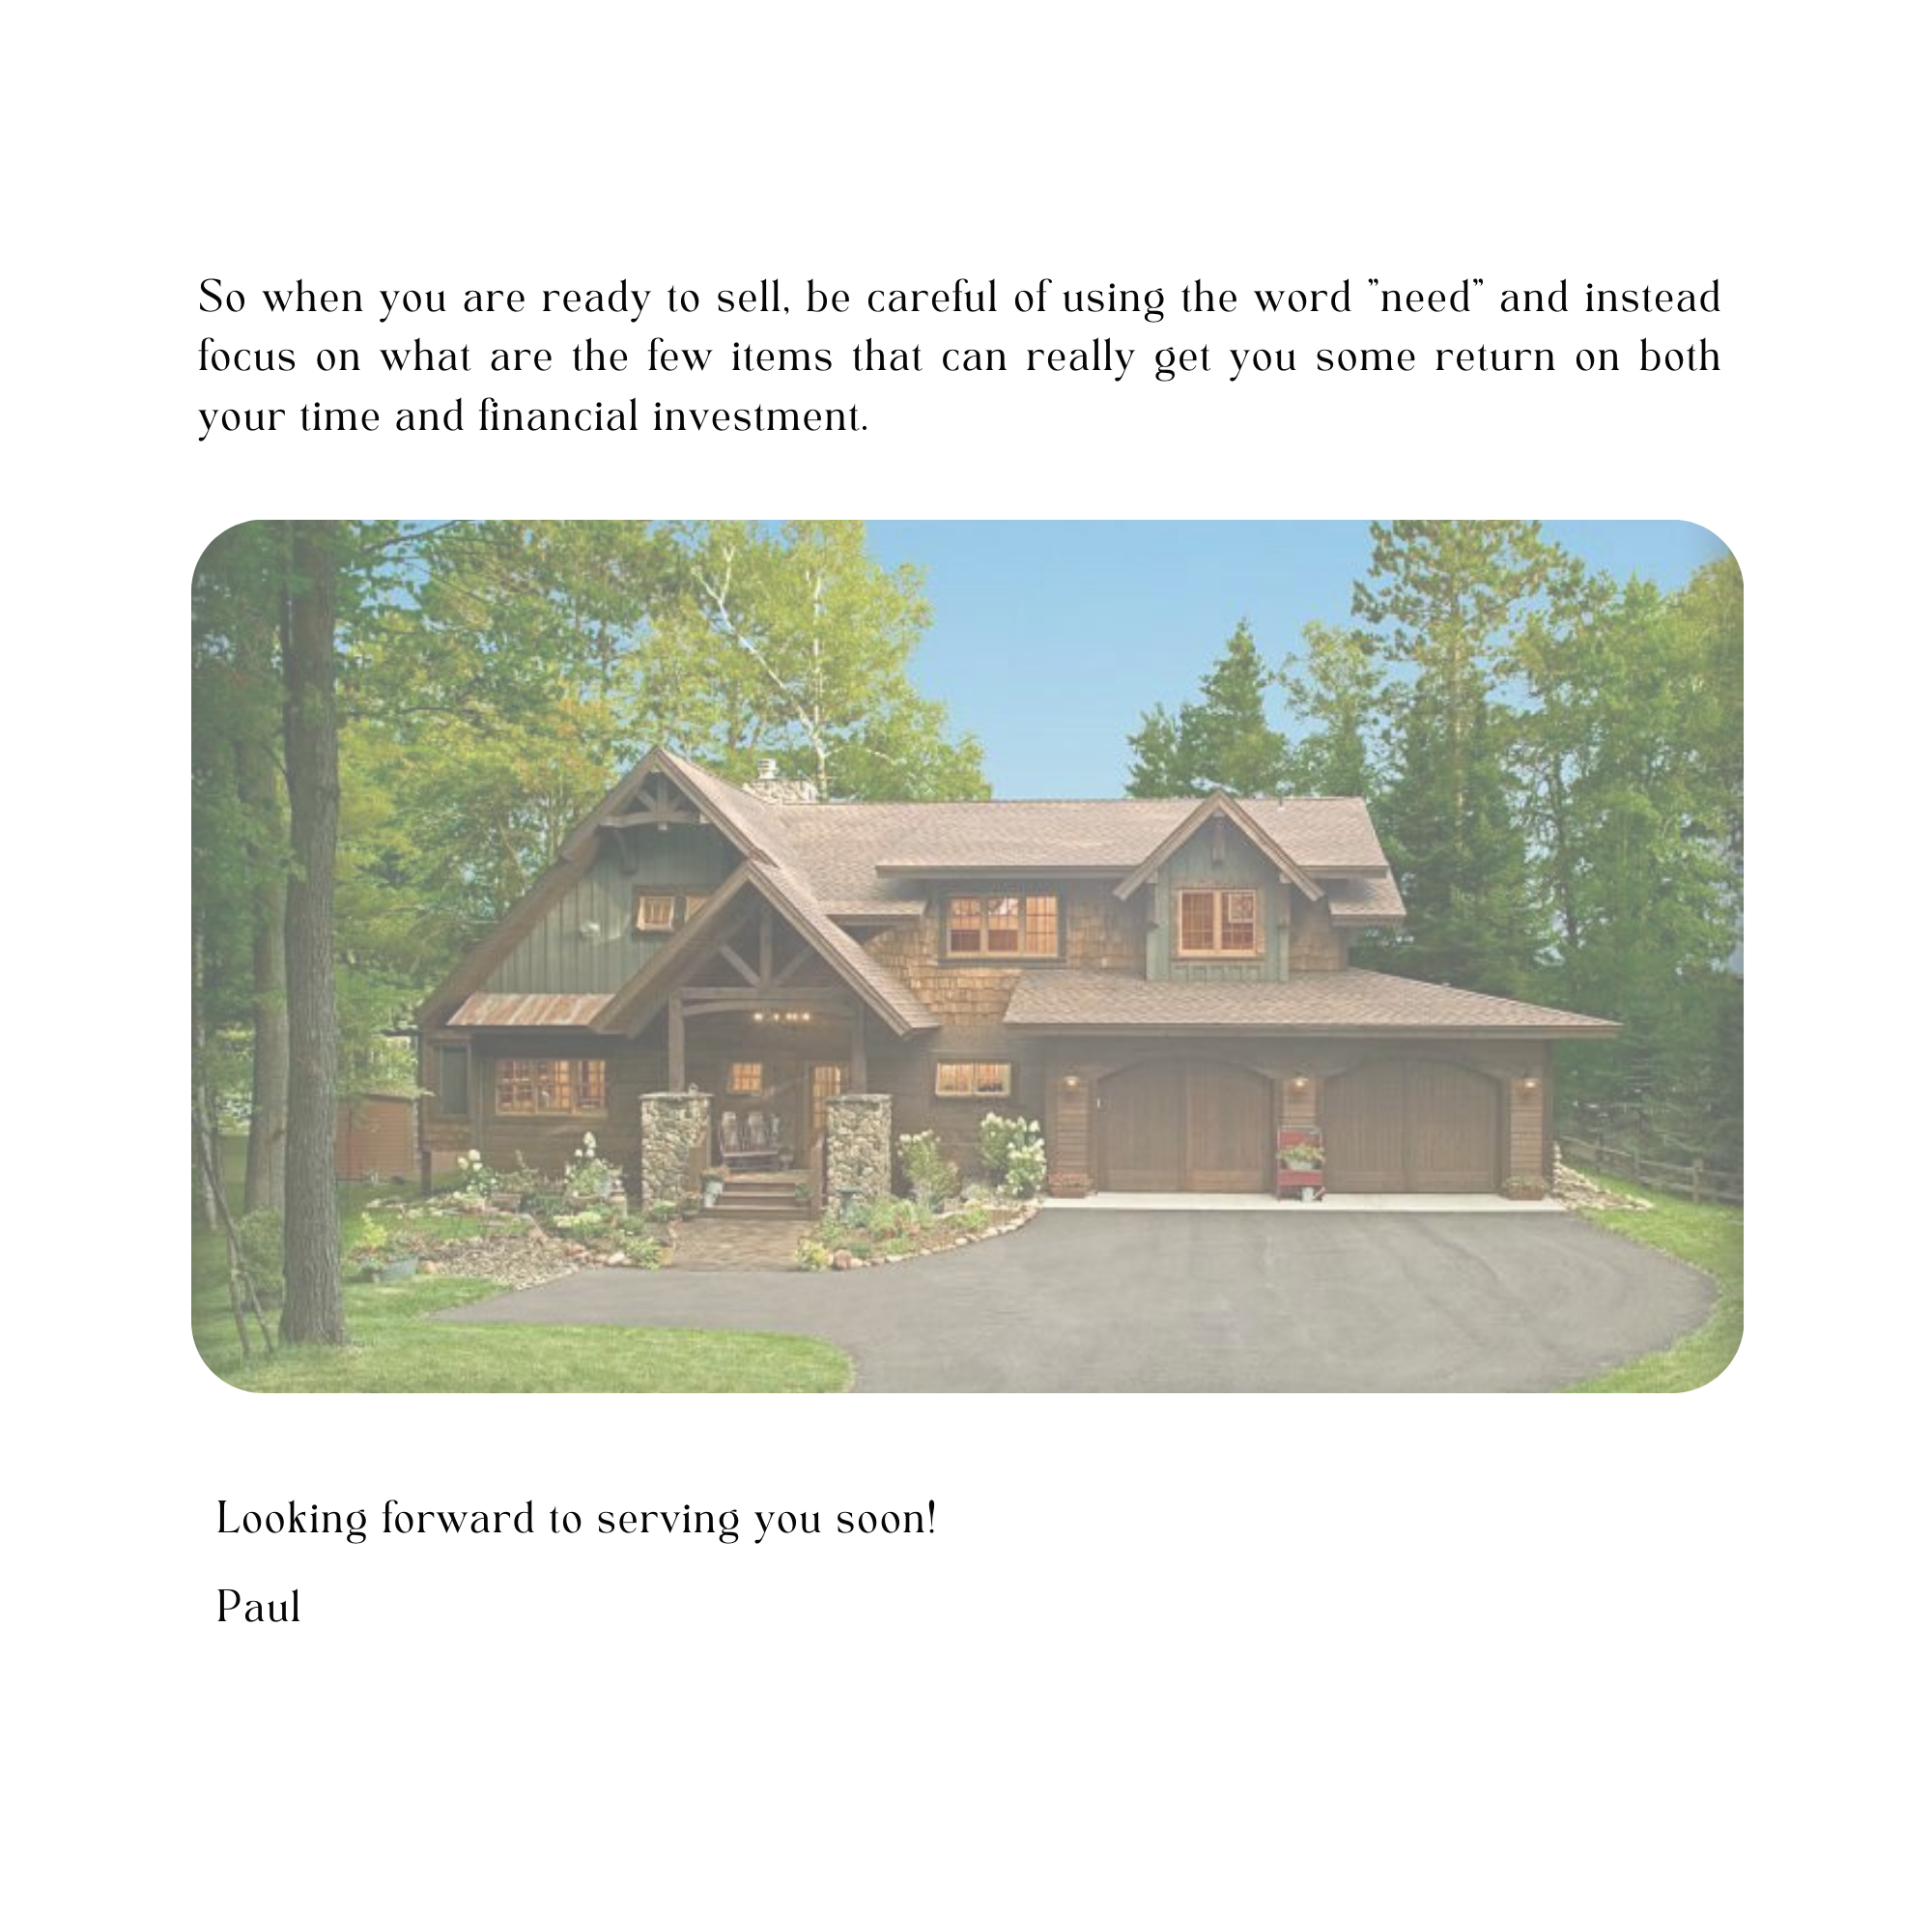 So when you are ready to sell, be careful of using the word ”need” and instead
focus on what are the few items that can really get you some return on both
your time and financial investment.
Looking forward to serving you soon!
Paul